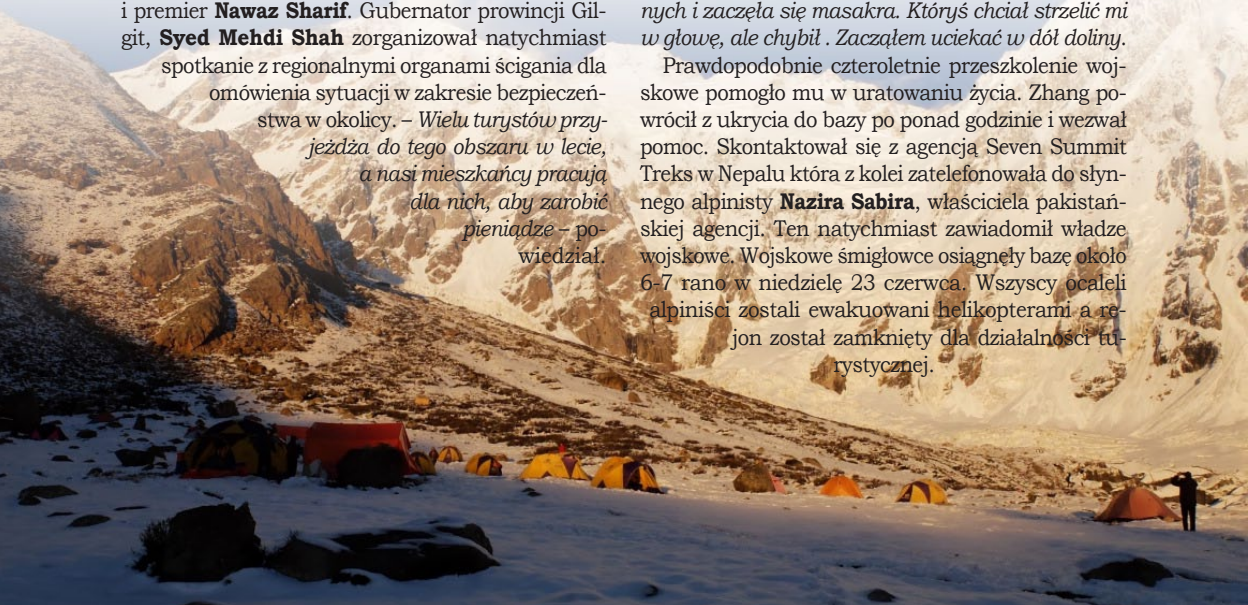 i premier Nawaz Sharif. Gubernator prowincji Gil-
git, Syed Mehdi Shah zorganizował natychmiast
spotkanie z regionalnymi organami ścigania dla
omówienia sytuacji w zakresie bezpieczeń-
stwa w okolicy. – Wielu turystów przy-
jeżdża do tego obszaru w lecie,
a nasi mieszkańcy pracują
dla nich, aby zarobić
pieniądze – po-
wiedział.
nych i zaczęła się masakra. Któryś chciał strzelić mi
w głowę, ale chybił . Zacząłem uciekać w dół doliny.
Prawdopodobnie czteroletnie przeszkolenie woj-
skowe pomogło mu w uratowaniu życia. Zhang po-
wrócił z ukrycia do bazy po ponad godzinie i wezwał
pomoc. Skontaktował się z agencją Seven Summit
Treks w Nepalu która z kolei zatelefonowała do słyn-
nego alpinisty Nazira Sabira, właściciela pakistań-
skiej agencji. Ten natychmiast zawiadomił władze
wojskowe. Wojskowe śmigłowce osiągnęły bazę około
6-7 rano w niedzielę 23 czerwca. Wszyscy ocaleli
alpiniści zostali ewakuowani helikopterami a re-
jon został zamknięty dla działalności tu-
rystycznej.